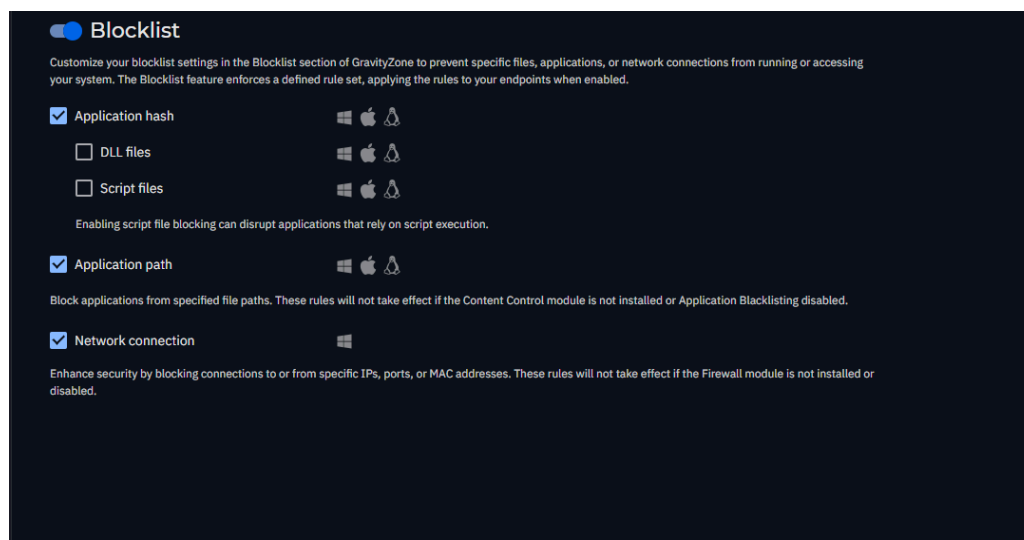 Blocklist
Customize your blocklist settings in the Blocklist section of GravityZone to prevent specific files, applications, or network connections from running or accessing
your system. The Blocklist feature enforces a defined rule set, applying the rules to your endpoints when enabled.
Application hash
DLL files
Script files
Enabling script file blocking can disrupt applications that rely on script execution.
Application path
Block applications from specified file paths. These rules will not take effect if the Content Control module is not installed or Application Blacklisting disabled.
Network connection
Enhance security by blocking connections to or from specific IPs, ports, or MAC addresses. These rules will not take effect if the Firewall module is not installed or
disabled.